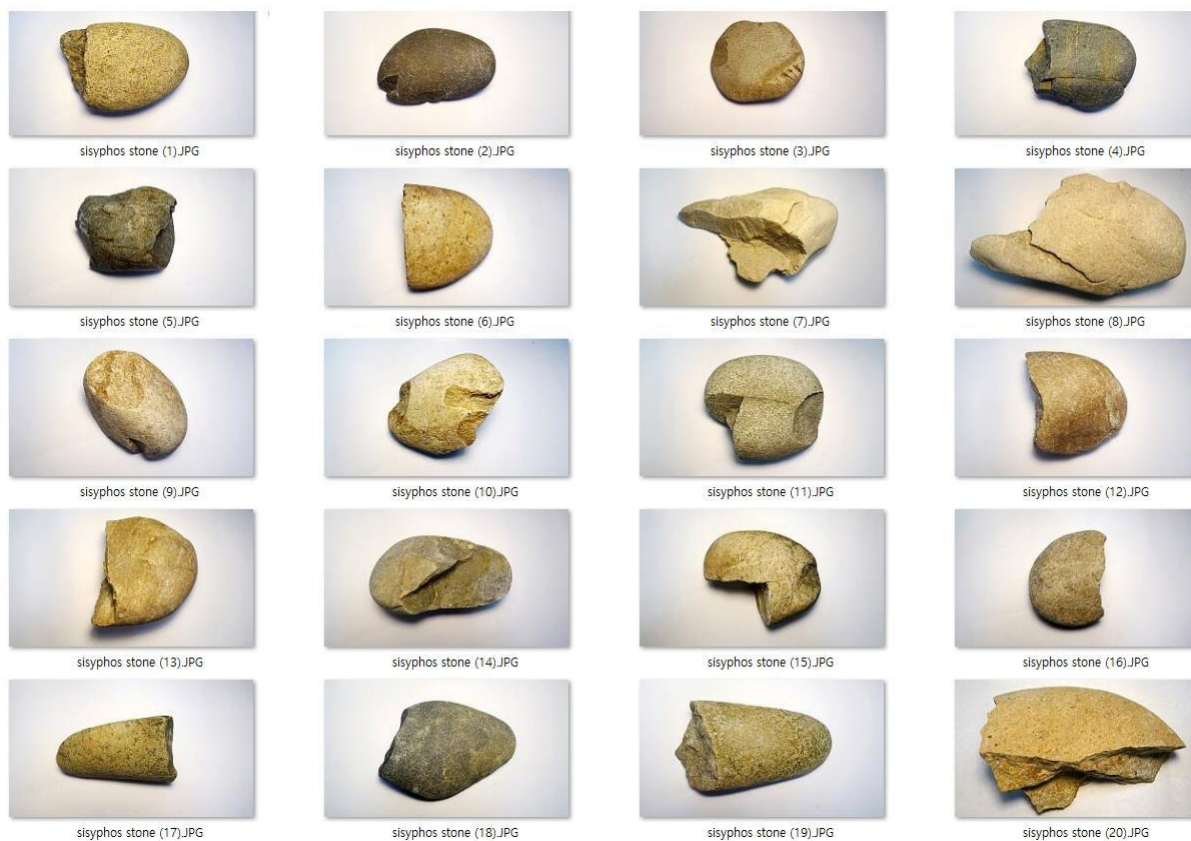 sisyphos stone (1).JPG
sisyphos stone (2).JPG
sisyphos stone (3).JPG
sisyphos stone (4).JPG
sisyphos stone (5).JPG
sisyphos stone (6).JPG
sisyphos stone (7).JPG
sisyphos stone (8).JPG
sisyphos stone (9).JPG
sisyphos stone (10).JPG
sisyphos stone (11).JPG
sisyphos stone (12).JPG
sisyphos stone (13).JPG
sisyphos stone (14).JPG
sisyphos stone (15).JPG
sisyphos stone (16).JPG
sisyphos stone (17).JPG
sisyphos stone (18).JPG
sisyphos stone (19).JPG
sisyphos stone (20).JPG